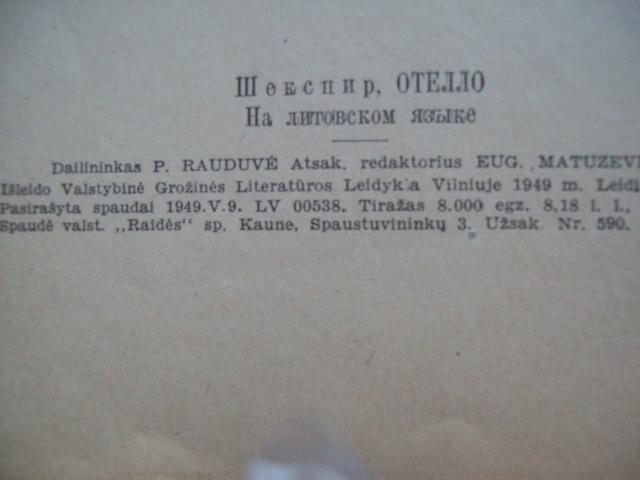 Шекспир, ОТЕЛЛО
На литовском языке
Dailininkas P. RAUDUVĖ Atsak. redaktorius EUG. MATUZEVI
Išleido Valstybinė Grožinės Literatūros Leidykla Vilniuje 1949 m. Leidi
Pasirašyta spaudai 1949.V.9. LV 00538. Tiražas 8.000 egz. 8,18 l. l.,
Spaudė valst. „Raidės“ sp. Kaune, Spaustuvininkų 3. Užsak. Nr. 590.